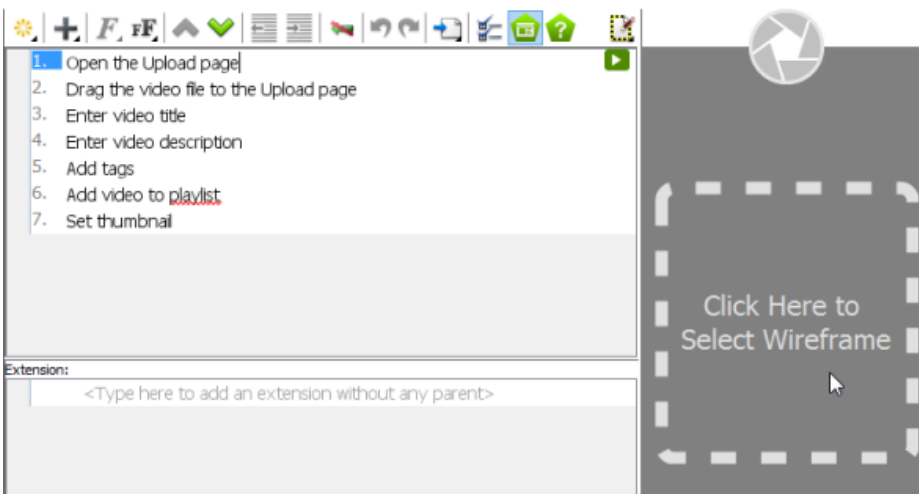 1. Open the Upload page
2. Drag the video file to the Upload page
3. Enter video title
4. Enter video description
5. Add tags
6. Add video to playlist
7. Set thumbnail
Extension:
<Type here to add an extension without any parent>
Click Here to
Select Wireframe